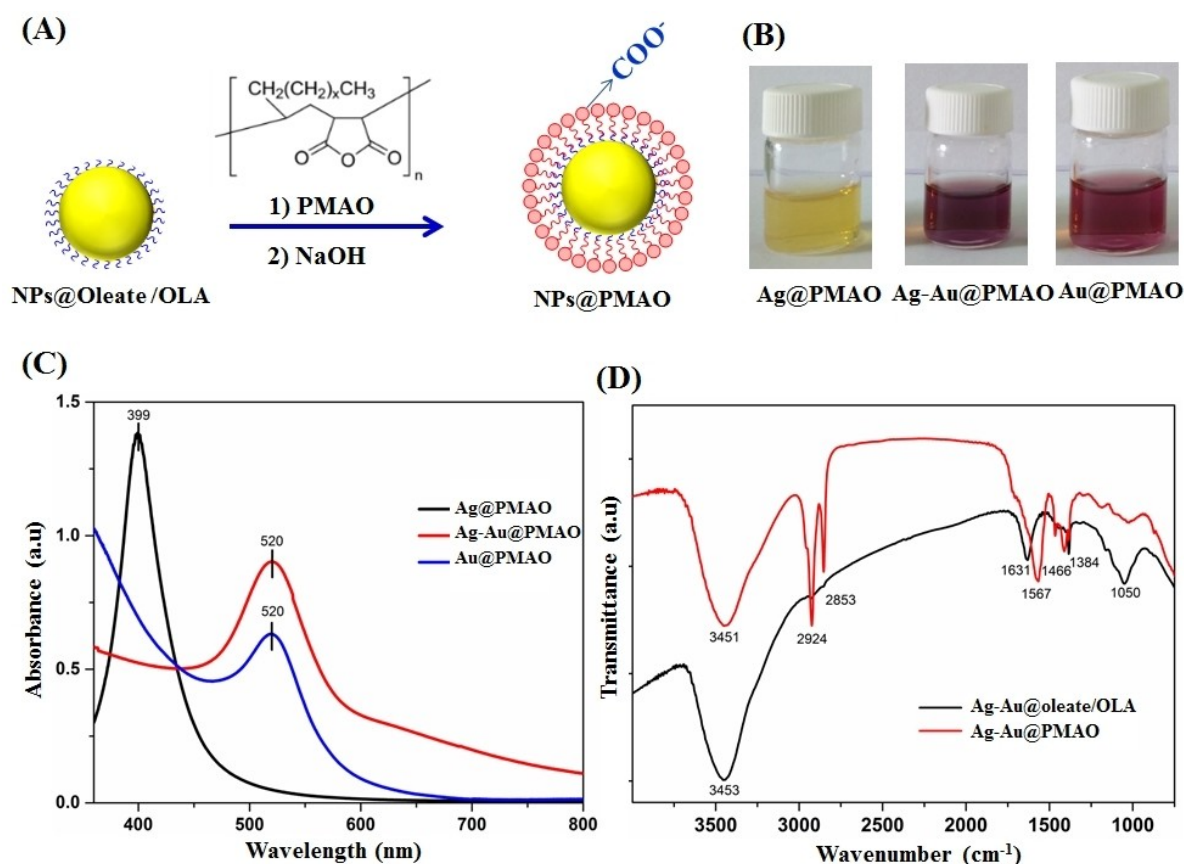 (A)
COO-
CH₂(CH)ₓCH₃
O O O
n
1) PMAO
2) NaOH
NPs@Oleate /OLA
NPs@PMAO
(B)
Ag@PMAO Ag-Au@PMAO Au@PMAO
(C)
1.5
1.0
0.5
0.0
Absorbance (a.u)
399
520
520
Ag@PMAO
Ag-Au@PMAO
Au@PMAO
400 500 600 700 800
Wavelength (nm)
(D)
Transmittance (a.u)
3451
3453
2924
2853
1631
1567
1466
1384
1050
Ag-Au@oleate/OLA
Ag-Au@PMAO
3500 3000 2500 2000 1500 1000
Wavenumber (cm-1)